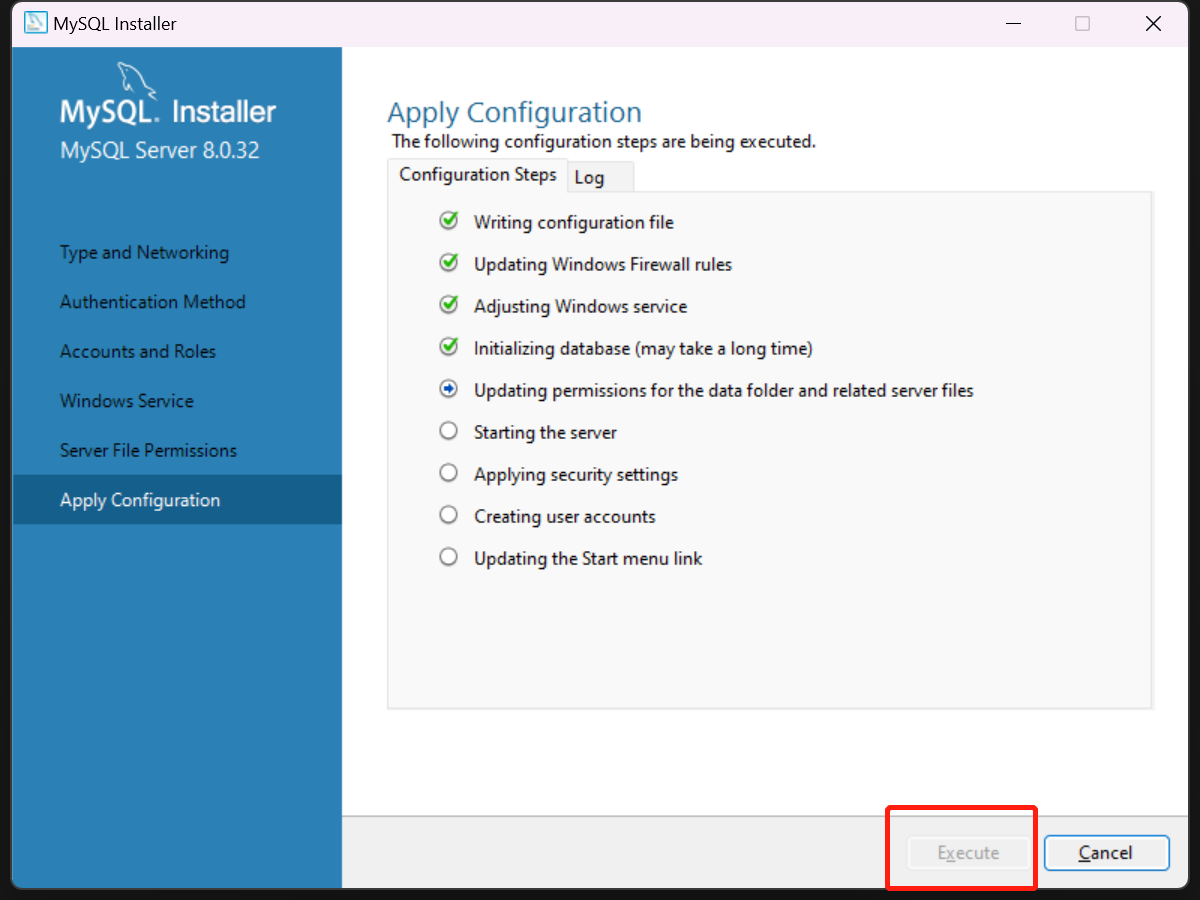 MySQL Installer
MySQL. Installer
MySQL Server 8.0.32
Type and Networking
Authentication Method
Accounts and Roles
Windows Service
Server File Permissions
Apply Configuration
Apply Configuration
The following configuration steps are being executed.
Configuration Steps Log
Writing configuration file
Updating Windows Firewall rules
Adjusting Windows service
Initializing database (may take a long time)
Updating permissions for the data folder and related server files
Starting the server
Applying security settings
Creating user accounts
Updating the Start menu link
Execute Cancel